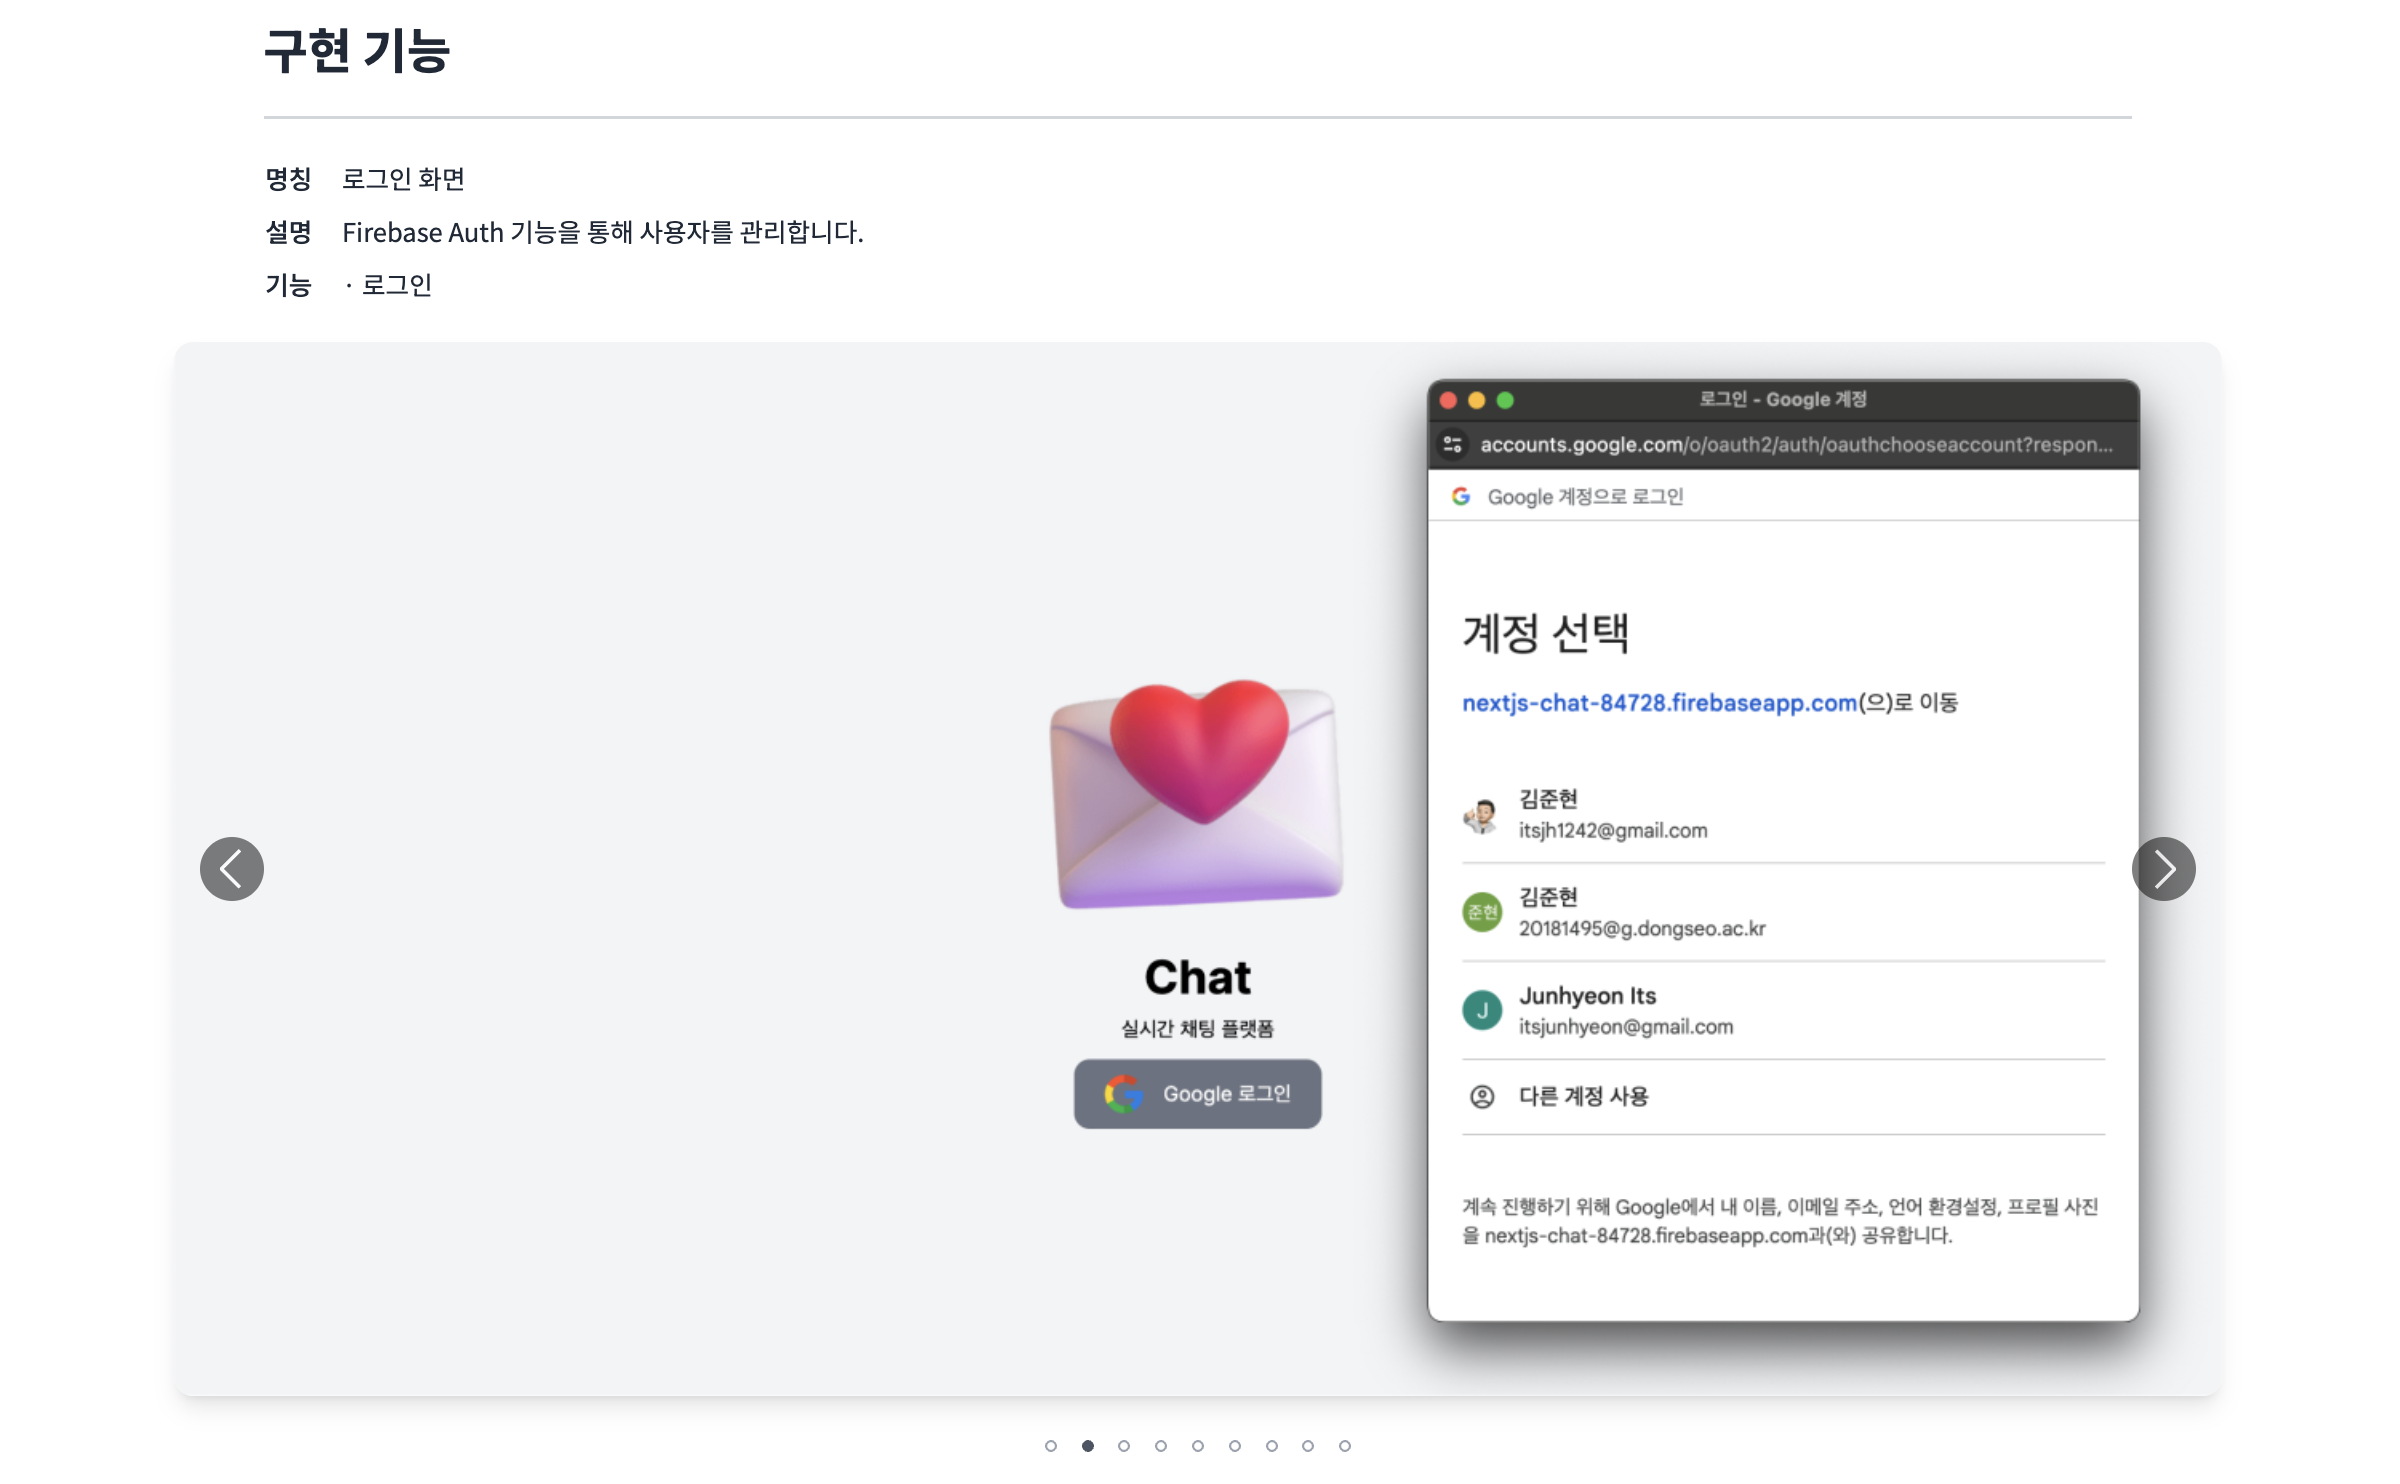 구현 기능
명칭 로그인 화면
설명 Firebase Auth 기능을 통해 사용자를 관리합니다.
기능 · 로그인
Chat
실시간 채팅 플랫폼
Google 로그인
로그인 - Google 계정
accounts.google.com/o/oauth2/auth/oauthchooseaccount?respon...
Google 계정으로 로그인
계정 선택
nextjs-chat-84728.firebaseapp.com(으)로 이동
김준현
itsjh1242@gmail.com
준현
김준현
20181495@g.dongseo.ac.kr
J
Junhyeon Its
itsjunhyeon@gmail.com
다른 계정 사용
계속 진행하기 위해 Google에서 내 이름, 이메일 주소, 언어 환경설정, 프로필 사진
을 nextjs-chat-84728.firebaseapp.com과(와) 공유합니다.